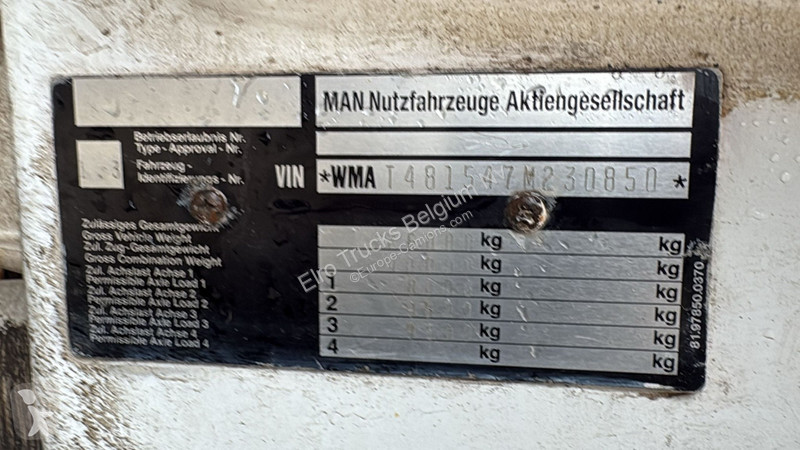 MAN Nutzfahrzeuge Aktiengesellschaft
Betriebserlaubnis Nr.
Type - Approval - Nr.
Fahrzeug -
Identifizierungs - Nr.
VIN *WMA T481547M230850 *
Zulässiges Gesamtgewicht
Gross Vehicle Weight
Zul. Zug - Gesamtgewicht
Gross Combination Weight
Zul. Achslast Achse 1
Permissible Axle Load 1
Zul. Achslast Achse 2
Permissible Axle Load 2
Zul. Achslast Achse 3
Permissible Axle Load 3
Zul. Achslast Achse 4
Permissible Axle Load 4
kg kg
kg kg
1 kg kg
2 kg kg
3 kg kg
4 kg kg
81.97850.0370
Elro Trucks Belgium
©Europe-Camions.com